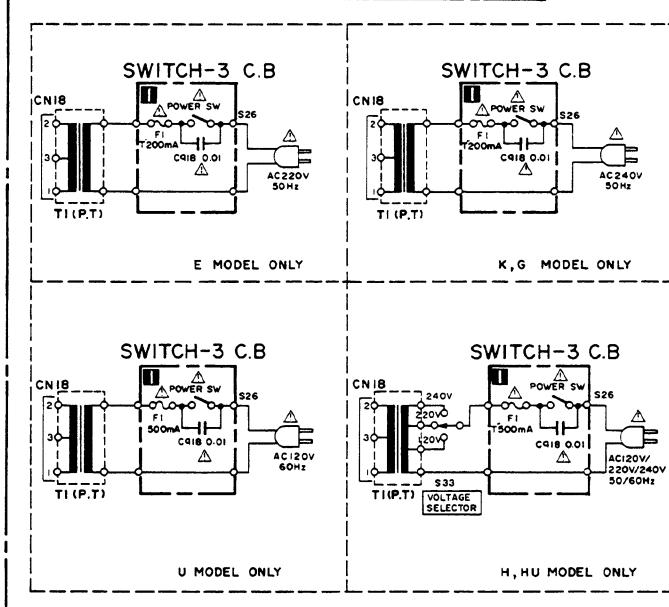 SWITCH-3 C.B
CN18
POWER SW
S26
2
3
1
F1
T200mA
C918 0.01
AC220V
50Hz
T1(P.T)
E MODEL ONLY
SWITCH-3 C.B
CN18
POWER SW
S26
2
3
1
F1
T200mA
C918 0.01
AC240V
50Hz
T1(P.T)
K,G MODEL ONLY
SWITCH-3 C.B
CN18
POWER SW
S26
2
3
1
F1
500mA
C918 0.01
AC120V
60Hz
T1(P.T)
U MODEL ONLY
SWITCH-3 C.B
CN18
POWER SW
S26
2
3
1
240V
220V
120V
F1
T500mA
C918 0.01
AC120V/
220V/240V
50/60Hz
S33
T1(P.T)
VOLTAGE
SELECTOR
H,HU MODEL ONLY